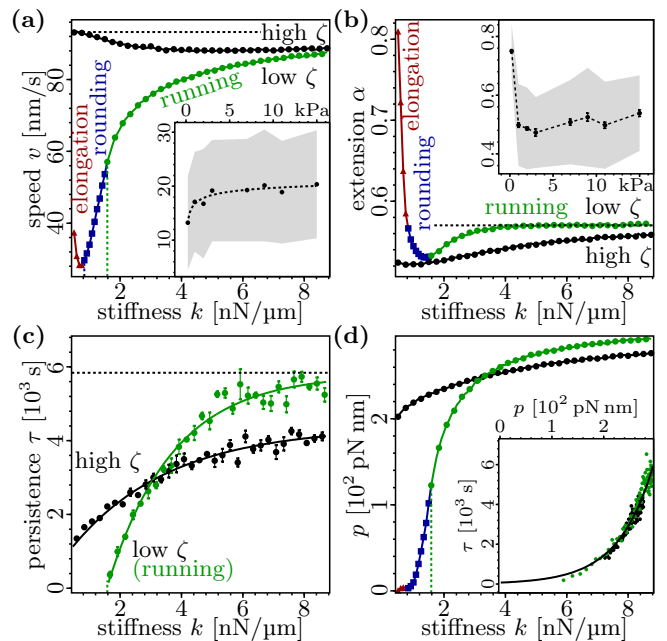 (a)
speed v [nm/s]
80
60
40
elongation
rounding
running
high ζ
low ζ
0
5
10
kPa
30
20
10
2
4
6
8
stiffness k [nN/µm]
(b)
extension α
0.8
0.7
0.6
elongation
rounding
running
low ζ
high ζ
0.8
0.6
0.4
0
5
10
kPa
2
4
6
8
stiffness k [nN/µm]
(c)
persistence τ [10³ s]
6
4
2
0
high ζ
low ζ
(running)
2
4
6
8
stiffness k [nN/µm]
(d)
p [10² pN nm]
2
1
0
p [10² pN nm]
0
1
2
τ [10³ s]
6
4
2
0
2
4
6
8
stiffness k [nN/µm]